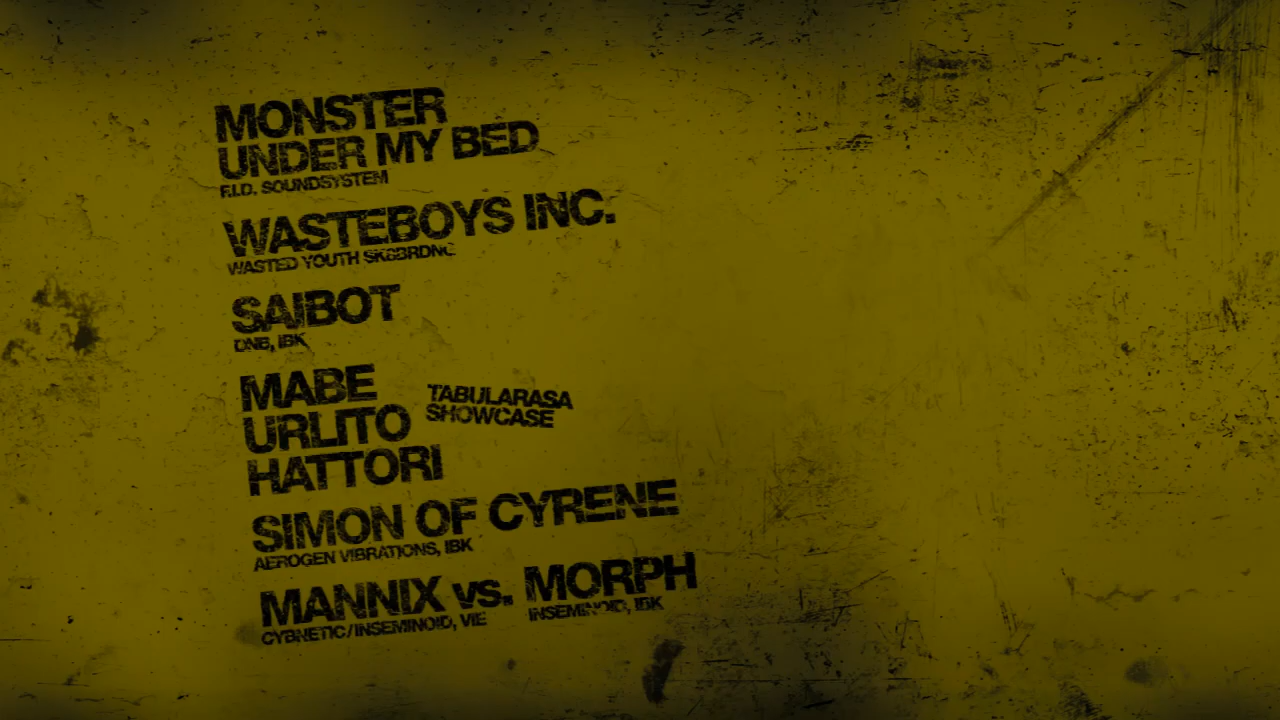 MONSTER
UNDER MY BED
F.I.D. SOUNDSYSTEM
WASTEBOYS INC.
WASTED YOUTH SK8BRDNG
SAIBOT
DNB, IBK
MABE
URLITO
HATTORI
TABULARASA
SHOWCASE
SIMON OF CYRENE
AEROGEN VIBRATIONS, IBK
MANNIX vs. MORPH
CYBNETIC/INSEMINOID, VIE INSEMINOID, IBK